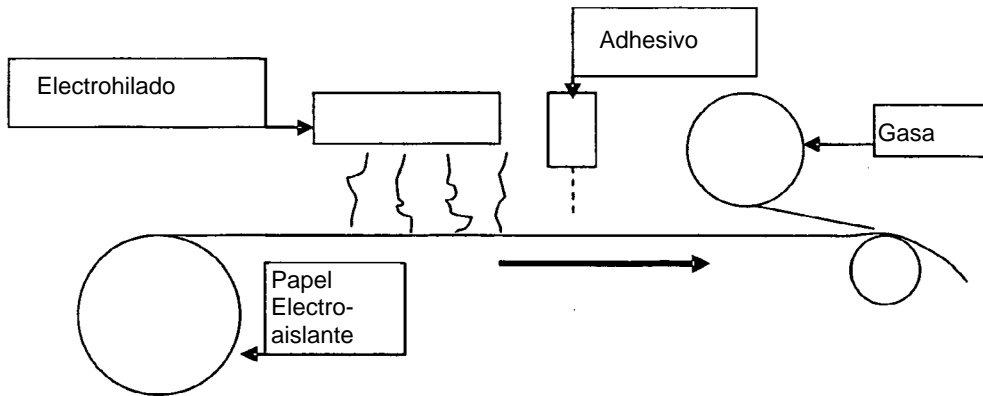 Electrohilado
Adhesivo
Gasa
Papel
Electro-
aislante